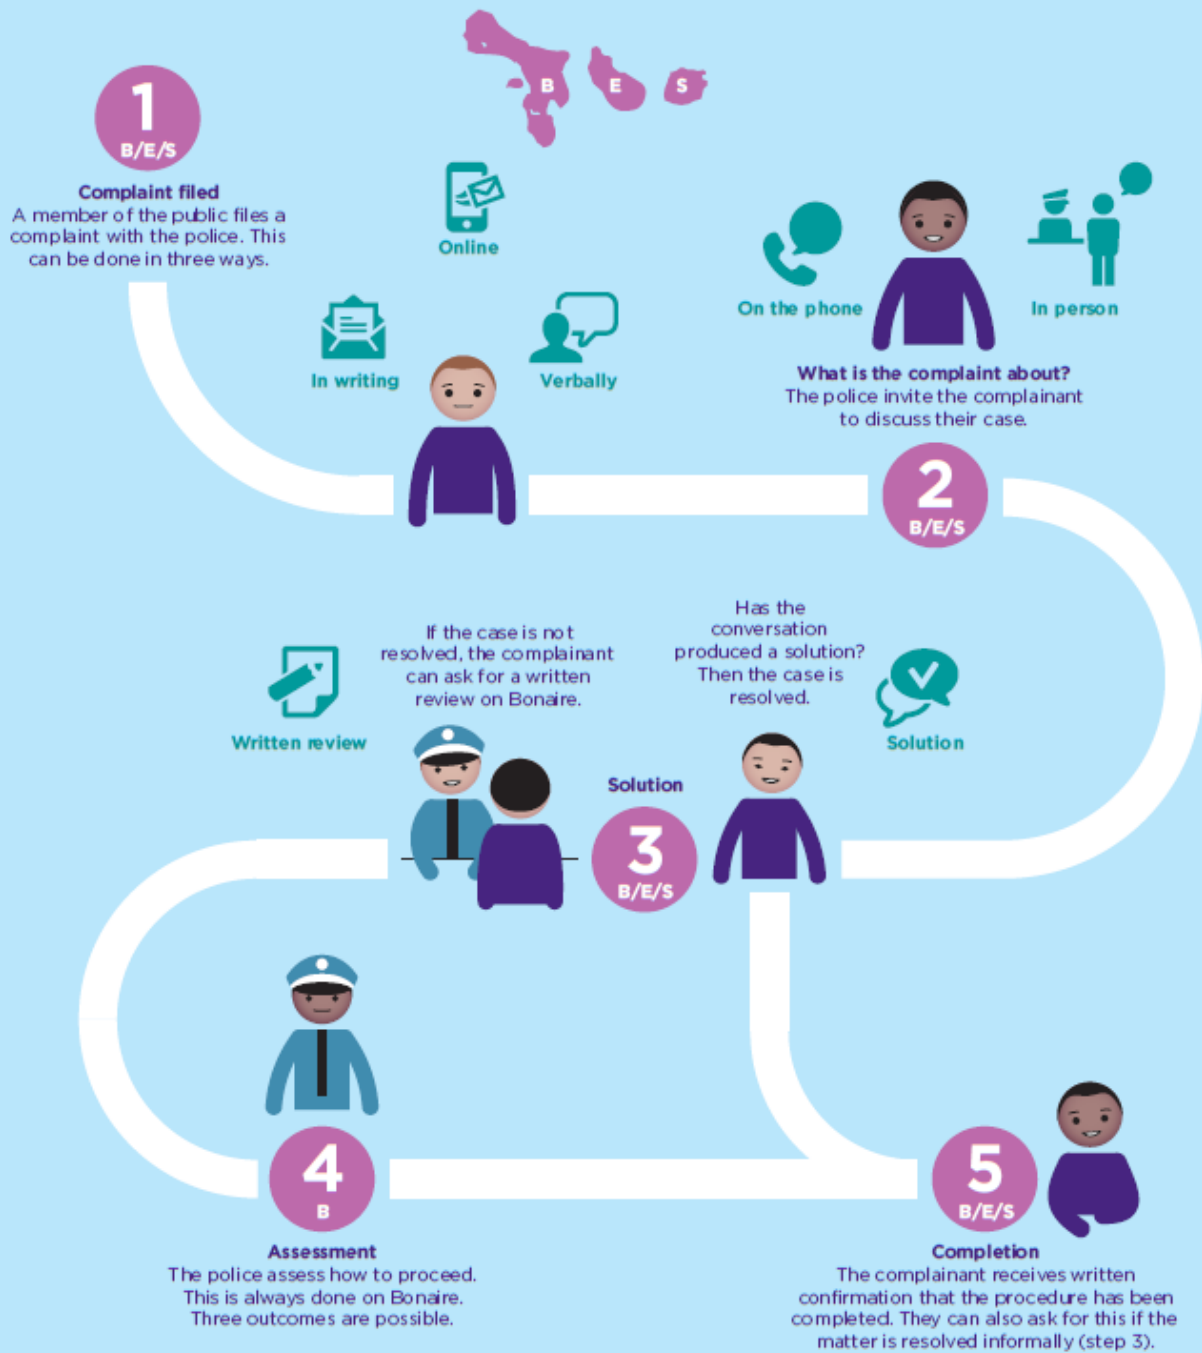 B
E
S
1
B/E/S
Complaint filed
A member of the public files a
complaint with the police. This
can be done in three ways.
Online
In writing
Verbally
On the phone
In person
What is the complaint about?
The police invite the complainant
to discuss their case.
2
B/E/S
Has the
conversation
produced a solution?
Then the case is
resolved.
Solution
If the case is not
resolved, the complainant
can ask for a written
review on Bonaire.
Written review
Solution
3
B/E/S
4
B
Assessment
The police assess how to proceed.
This is always done on Bonaire.
Three outcomes are possible.
5
B/E/S
Completion
The complainant receives written
confirmation that the procedure has been
completed. They can also ask for this if the
matter is resolved informally (step 3).